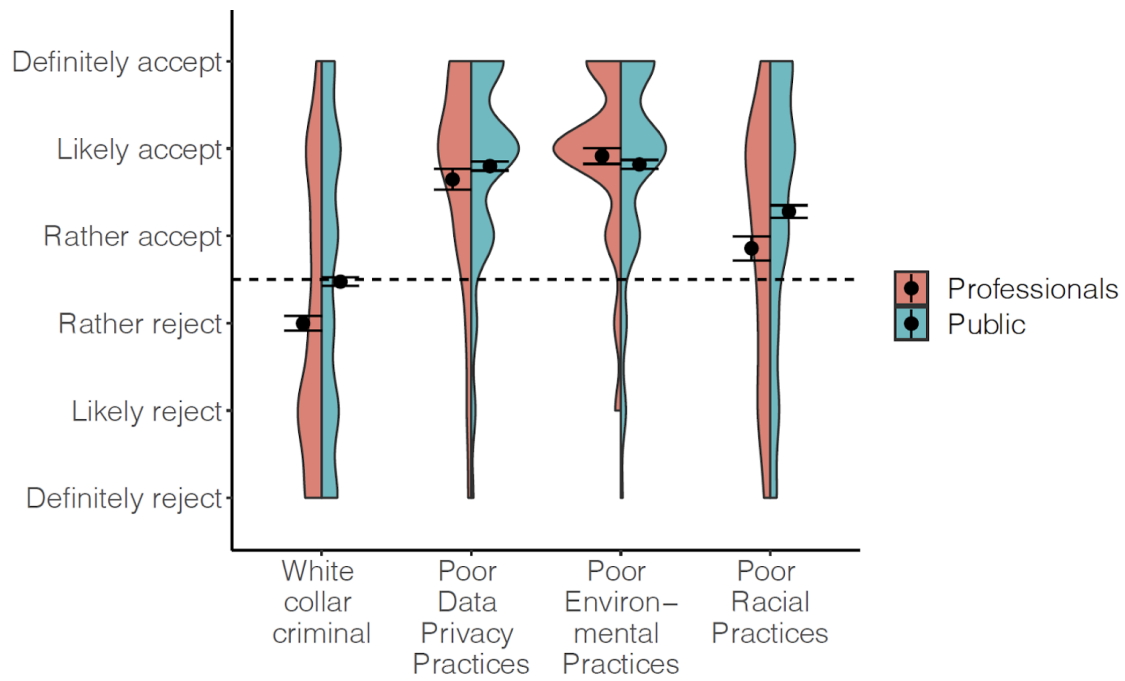 Definitely accept
Likely accept
Rather accept
Rather reject
Likely reject
Definitely reject
White
collar
criminal
Poor
Data
Privacy
Practices
Poor
Environ–
mental
Practices
Poor
Racial
Practices
Professionals
Public